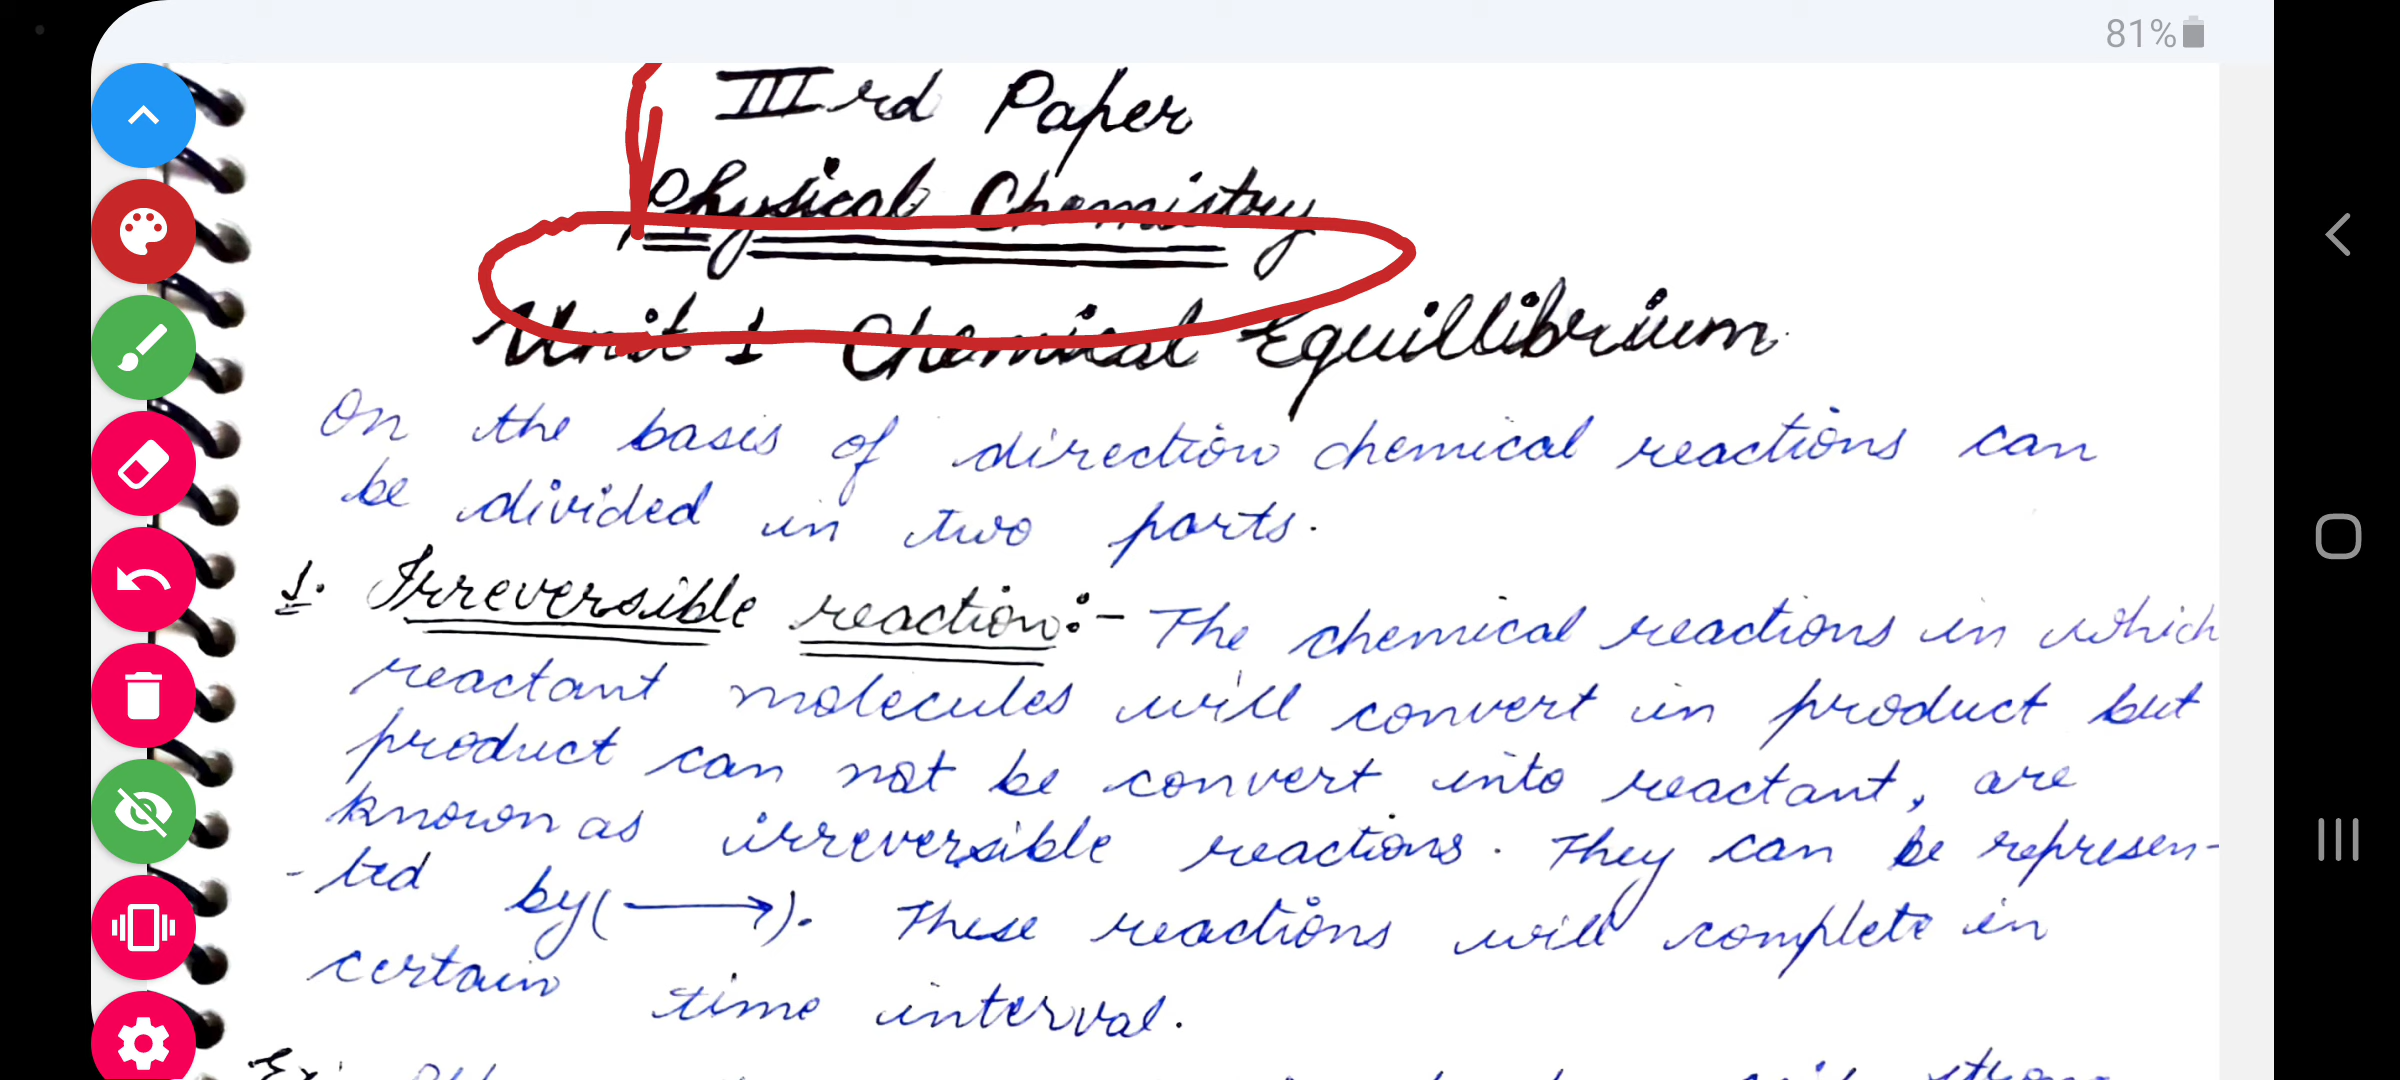 81%
IIIrd Paper
Physical Chemistry
Unit 1 Chemical Equillibrium
On the basis of direction chemical reactions can
be divided in two parts.
1. Irreversible reaction:- The chemical reactions in which
reactant molecules will convert in product but
product can not be convert into reactant, are
known as irreversible reactions. They can be represen-
-ted by (⟶). These reactions will complete in
certain time interval.
Ex: